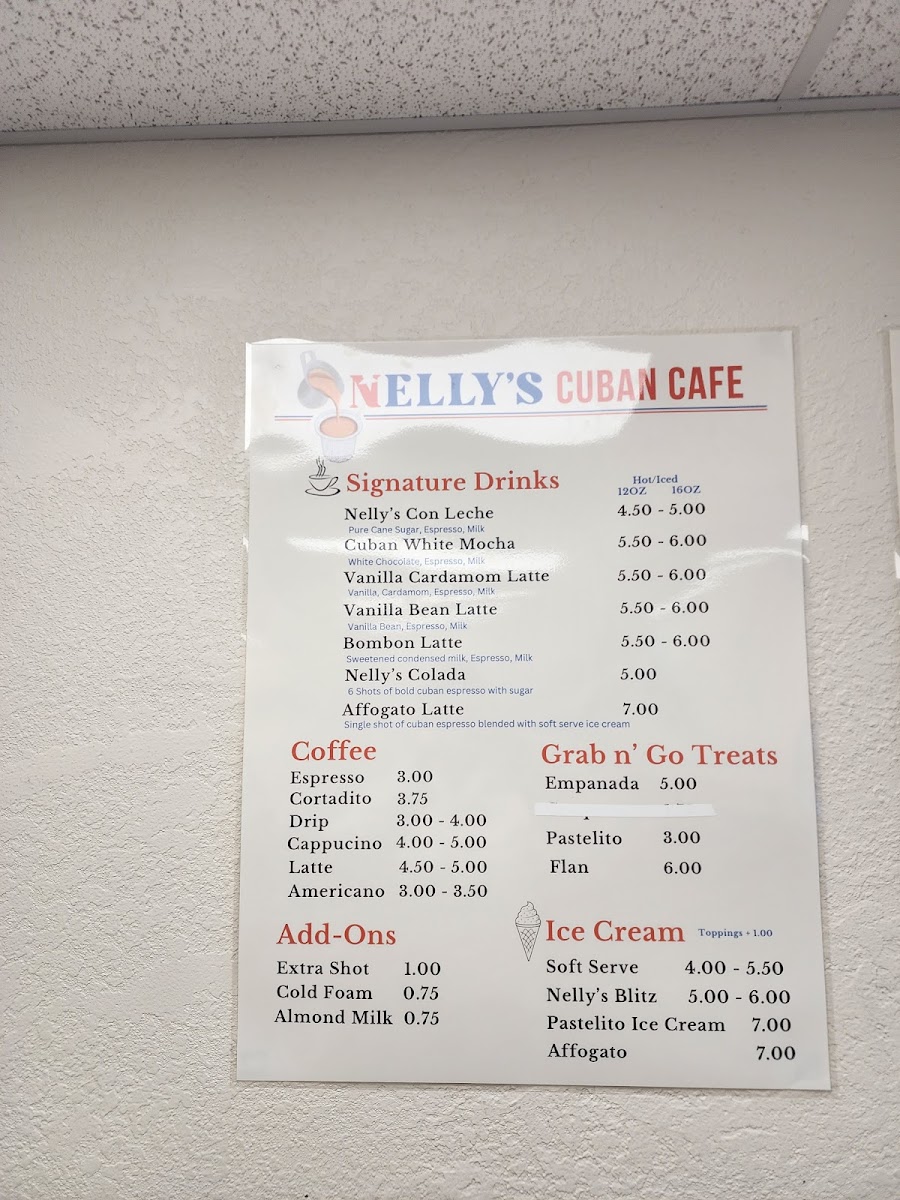 NELLY'S CUBAN CAFE
Signature Drinks
Hot/Iced
12OZ 16OZ
Nelly's Con Leche 4.50 - 5.00
Pure Cane Sugar, Espresso, Milk
Cuban White Mocha 5.50 - 6.00
White Chocolate, Espresso, Milk
Vanilla Cardamom Latte 5.50 - 6.00
Vanilla, Cardamom, Espresso, Milk
Vanilla Bean Latte 5.50 - 6.00
Vanilla Bean, Espresso, Milk
Bombon Latte 5.50 - 6.00
Sweetened condensed milk, Espresso, Milk
Nelly's Colada 5.00
6 Shots of bold cuban espresso with sugar
Affogato Latte 7.00
Single shot of cuban espresso blended with soft serve ice cream
Coffee
Espresso 3.00
Cortadito 3.75
Drip 3.00 - 4.00
Cappucino 4.00 - 5.00
Latte 4.50 - 5.00
Americano 3.00 - 3.50
Grab n' Go Treats
Empanada 5.00
Pastelito 3.00
Flan 6.00
Add-Ons
Extra Shot 1.00
Cold Foam 0.75
Almond Milk 0.75
Ice Cream Toppings + 1.00
Soft Serve 4.00 - 5.50
Nelly's Blitz 5.00 - 6.00
Pastelito Ice Cream 7.00
Affogato 7.00